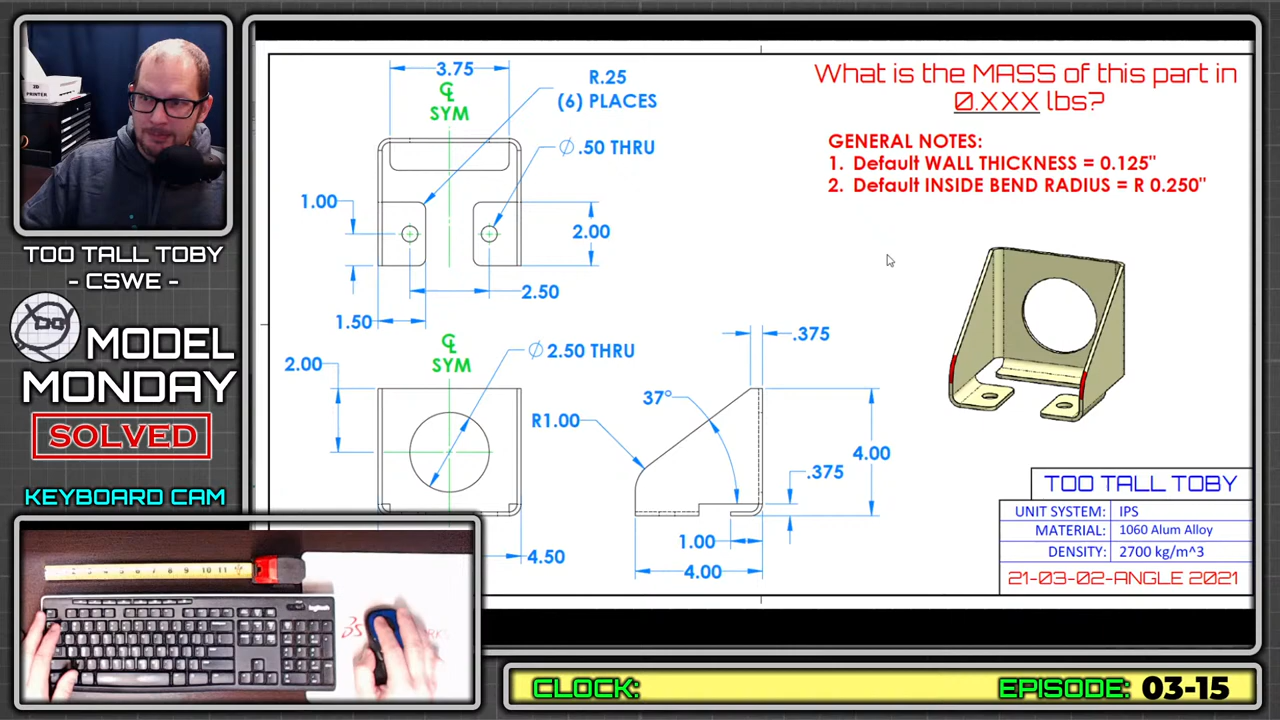 What is the MASS of this part in
0.XXX lbs?
GENERAL NOTES:
1. Default WALL THICKNESS = 0.125"
2. Default INSIDE BEND RADIUS = R 0.250"
3.75
CL
SYM
R.25
(6) PLACES
∅.50 THRU
1.00
2.00
2.50
1.50
CL
SYM
∅2.50 THRU
2.00
4.50
.375
37°
R1.00
4.00
.375
1.00
4.00
TOO TALL TOBY
UNIT SYSTEM: IPS
MATERIAL: 1060 Alum Alloy
DENSITY: 2700 kg/m^3
21-03-02-ANGLE 2021
TOO TALL TOBY
- CSWE -
MODEL
MONDAY
SOLVED
KEYBOARD CAM
CLOCK:
EPISODE: 03-15